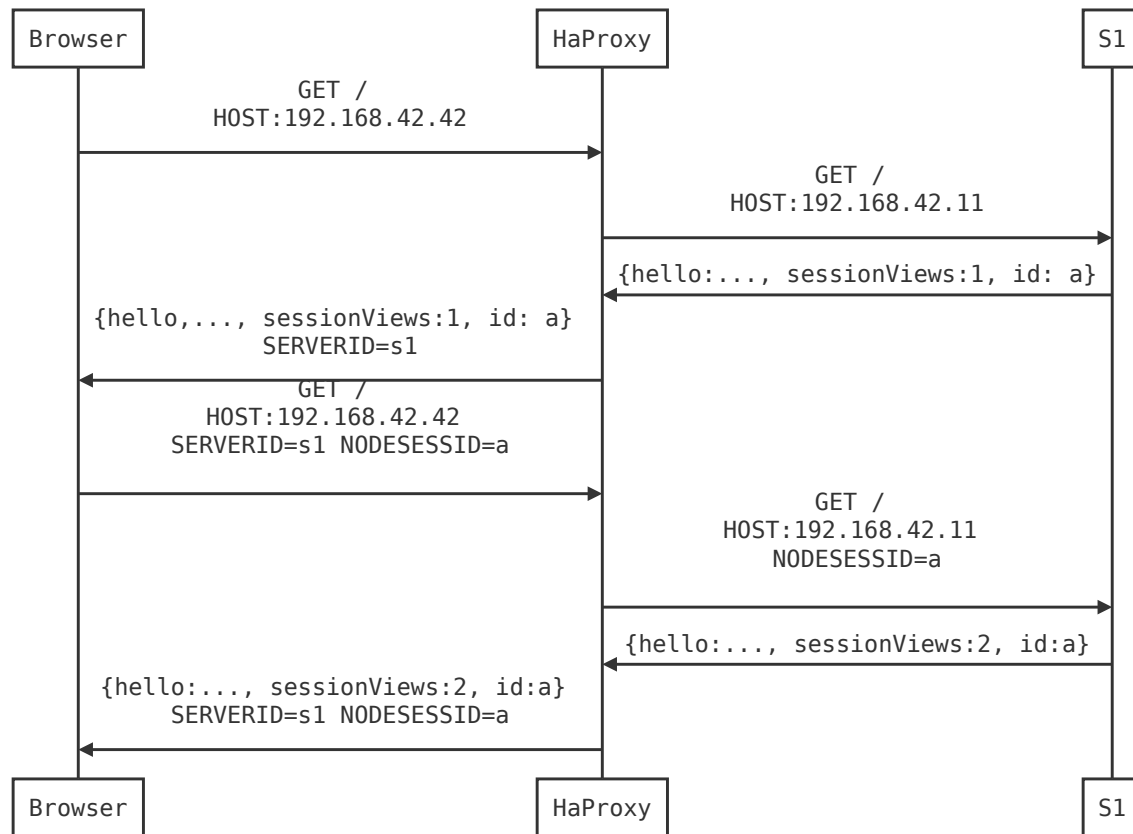 Browser
HaProxy
S1
GET /
HOST:192.168.42.42
GET /
HOST:192.168.42.11
{hello:..., sessionViews:1, id: a}
{hello,..., sessionViews:1, id: a}
SERVERID=s1
GET /
HOST:192.168.42.42
SERVERID=s1 NODESESSID=a
GET /
HOST:192.168.42.11
NODESESSID=a
{hello:..., sessionViews:2, id:a}
{hello:..., sessionViews:2, id:a}
SERVERID=s1 NODESESSID=a
Browser
HaProxy
S1